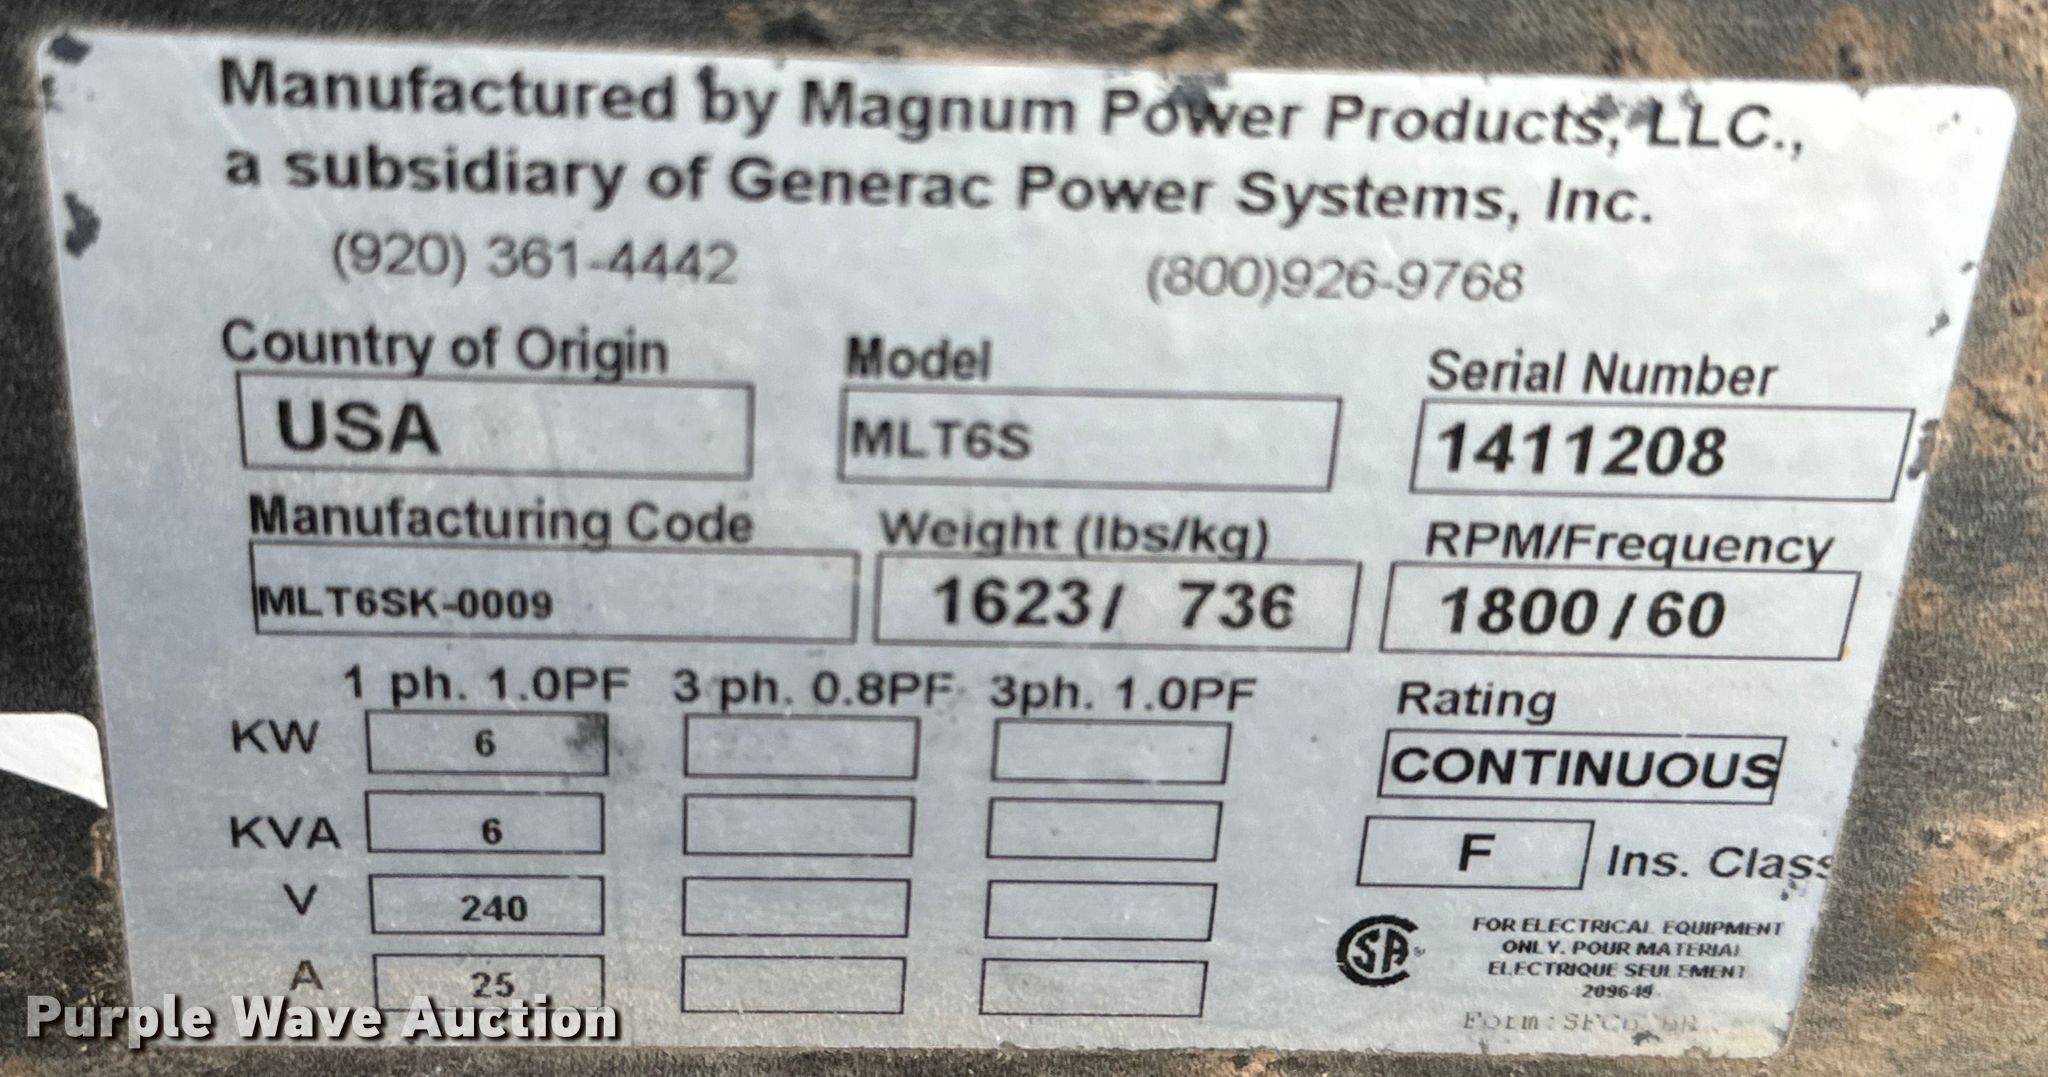 Manufactured by Magnum Power Products, LLC.,
a subsidiary of Generac Power Systems, Inc.
(920) 361-4442 (800)926-9768
Country of Origin Model Serial Number
USA MLT6S 1411208
Manufacturing Code Weight (lbs/kg) RPM/Frequency
MLT6SK-0009 1623/ 736 1800/60
1 ph. 1.0PF 3 ph. 0.8PF 3ph. 1.0PF Rating
KW 6 CONTINUOUS
KVA 6 F Ins. Class
V 240
A 25
SA
FOR ELECTRICAL EQUIPMENT
ONLY. POUR MATERIAL
ELECTRIQUE SEULEMENT
209649
Form:
Purple Wave Auction